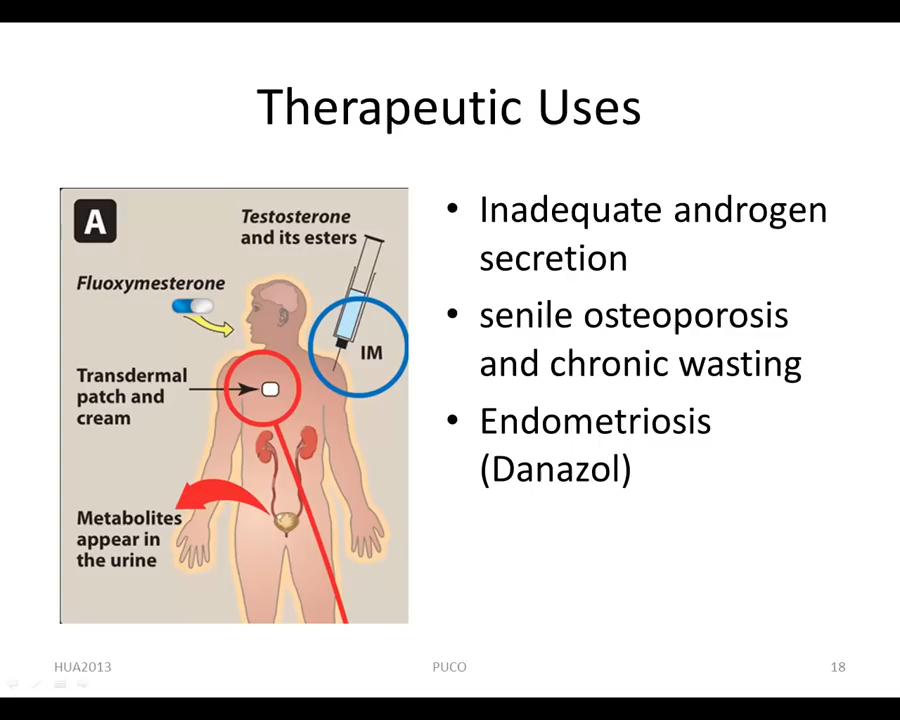 Therapeutic Uses
A
Testosterone
and its esters
Fluoxymesterone
IM
Transdermal
patch and
cream
Metabolites
appear in
the urine
• Inadequate androgen
secretion
• senile osteoporosis
and chronic wasting
• Endometriosis
(Danazol)
HUA2013
PUCO
18